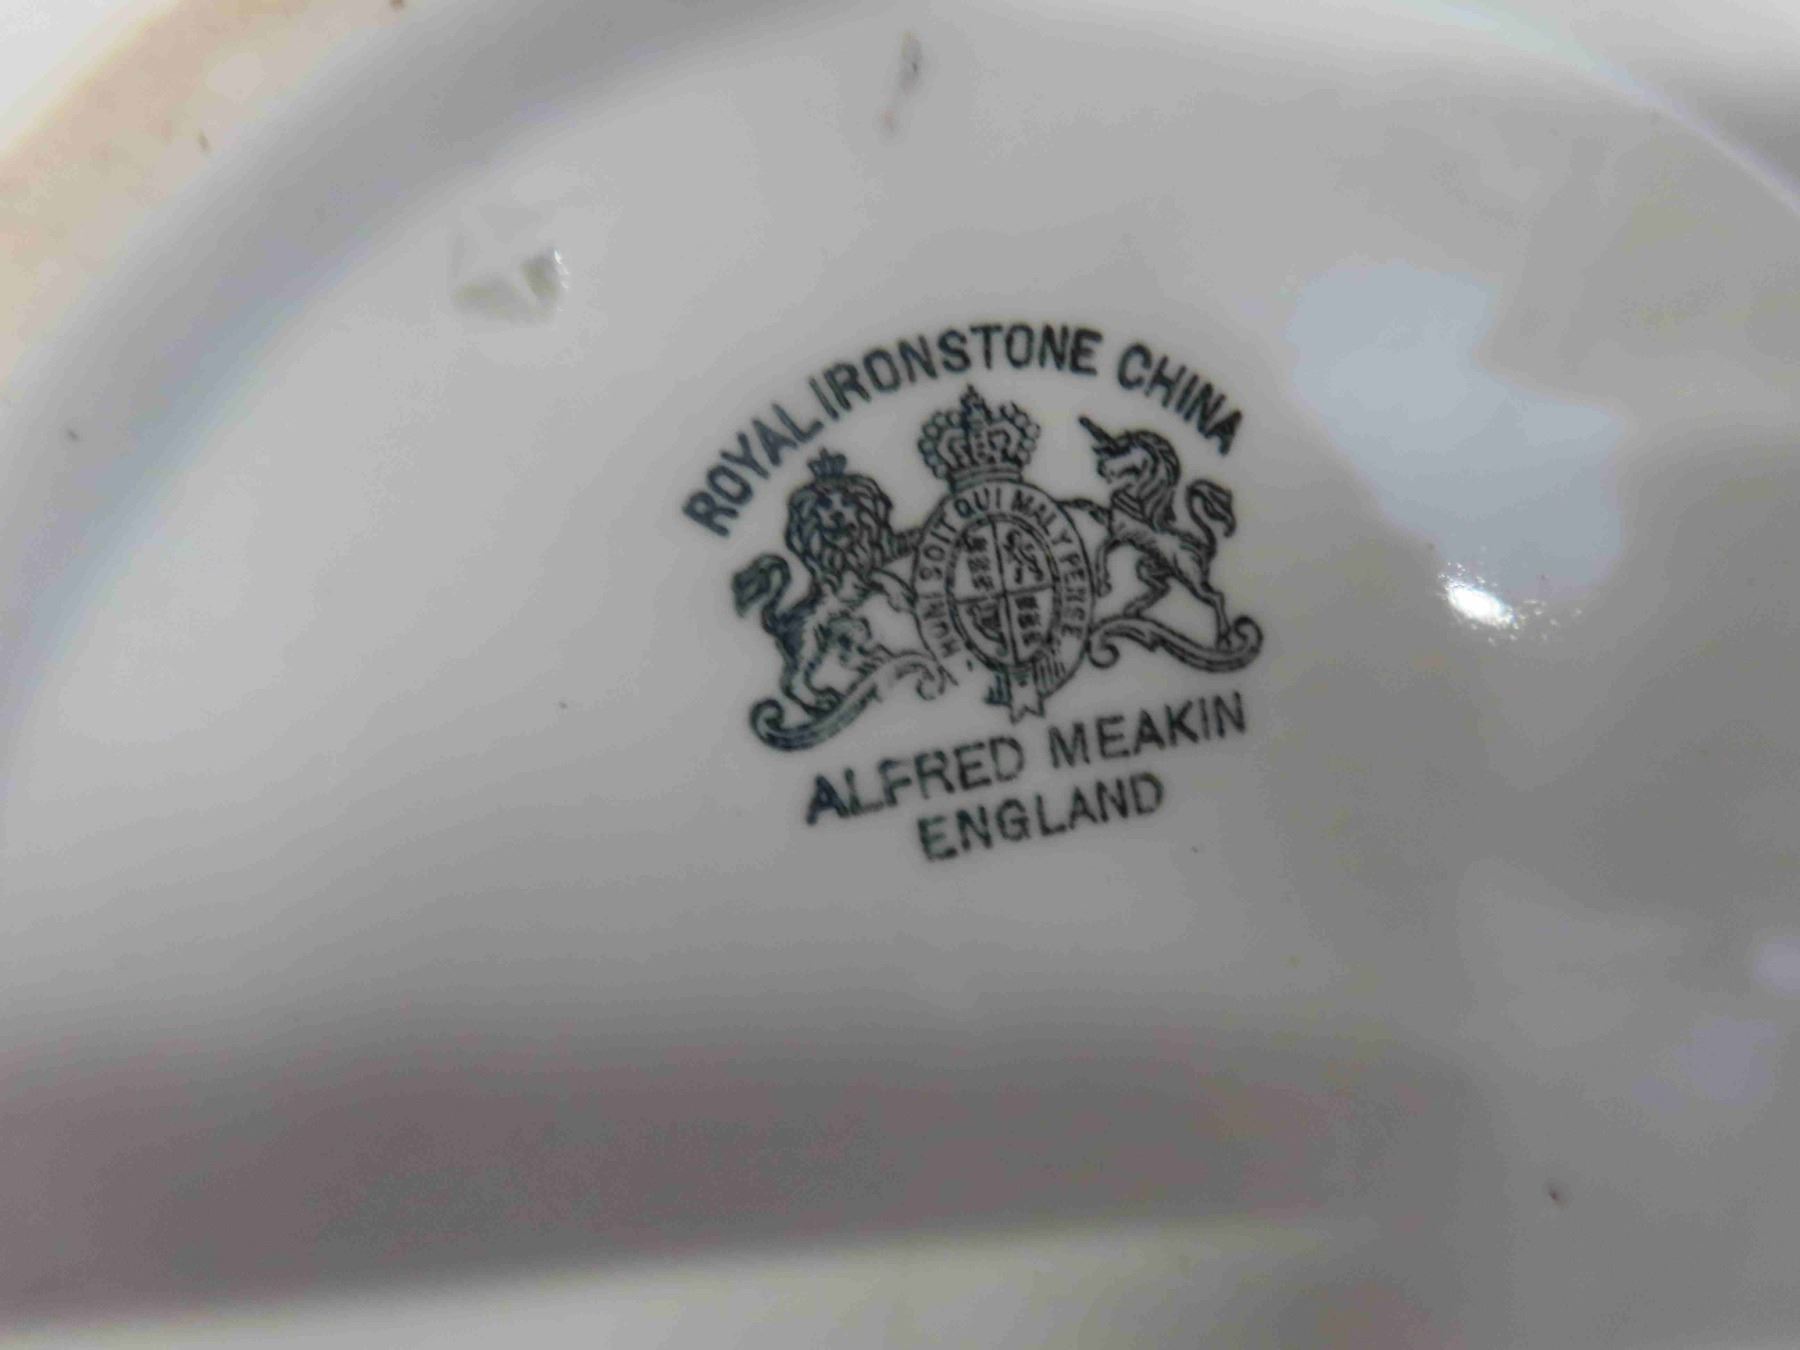 ROYAL IRONSTONE CHINA
HONI SOIT QUI MAL Y PENSE
ALFRED MEAKIN
ENGLAND